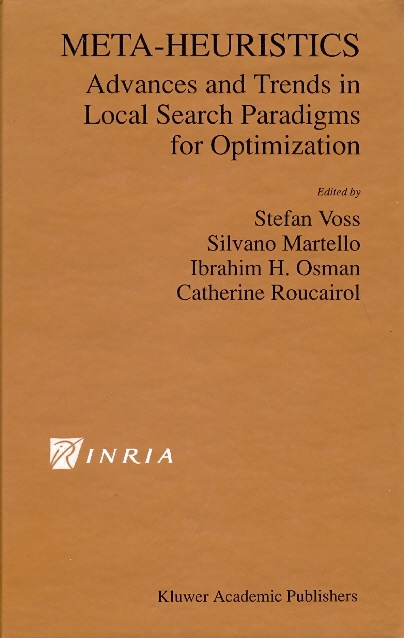 META-HEURISTICS
Advances and Trends in
Local Search Paradigms
for Optimization
Edited by
Stefan Voss
Silvano Martello
Ibrahim H. Osman
Catherine Roucairol
INRIA
Kluwer Academic Publishers